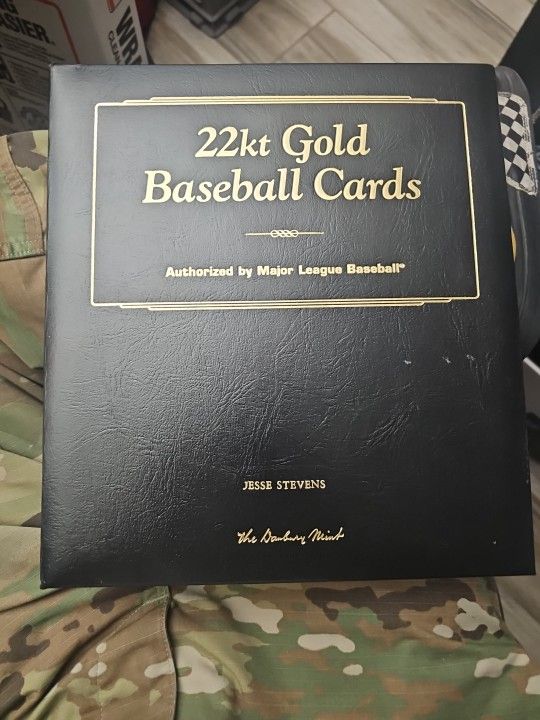 22kt Gold
Baseball Cards
Authorized by Major League Baseball®
JESSE STEVENS
The Danbury Mint